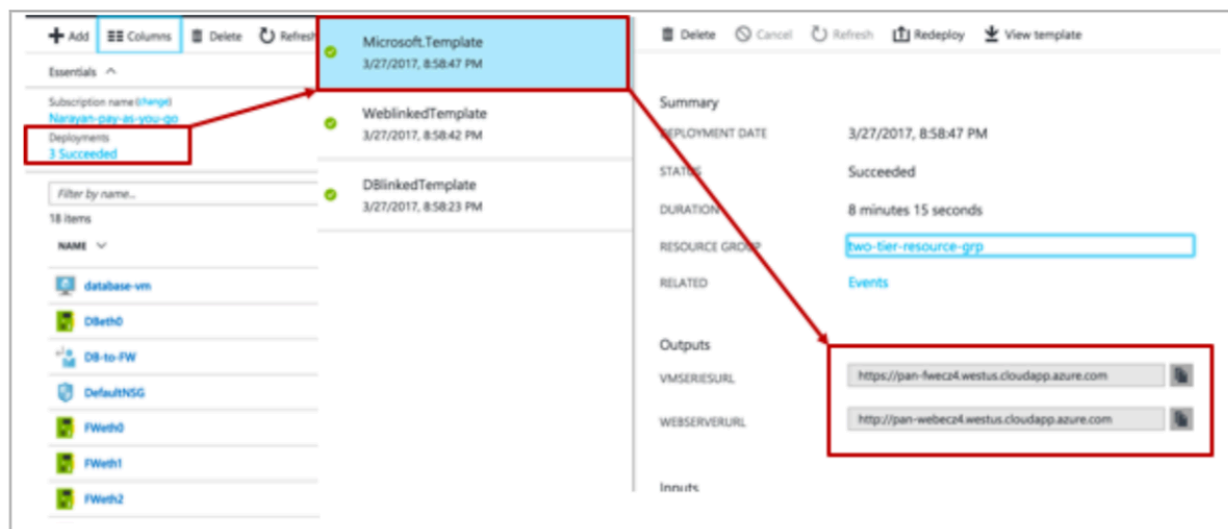 Add Columns Delete Refresh
Essentials
Subscription name (change)
Narayan-pay-as-you-go
Deployments
3 Succeeded
Filter by name...
18 items
NAME
database-vm
DBeth0
DB-to-FW
DefaultNSG
FWeth0
FWeth1
FWeth2
Microsoft.Template
3/27/2017, 8:58:47 PM
WeblinkedTemplate
3/27/2017, 8:58:42 PM
DBlinkedTemplate
3/27/2017, 8:58:23 PM
Delete Cancel Refresh Redeploy View template
Summary
DEPLOYMENT DATE 3/27/2017, 8:58:47 PM
STATUS Succeeded
DURATION 8 minutes 15 seconds
RESOURCE GROUP two-tier-resource-grp
RELATED Events
Outputs
VMSERIESURL https://pan-fwecz4.westus.cloudapp.azure.com
WEBSERVERURL http://pan-webecz4.westus.cloudapp.azure.com
Inputs